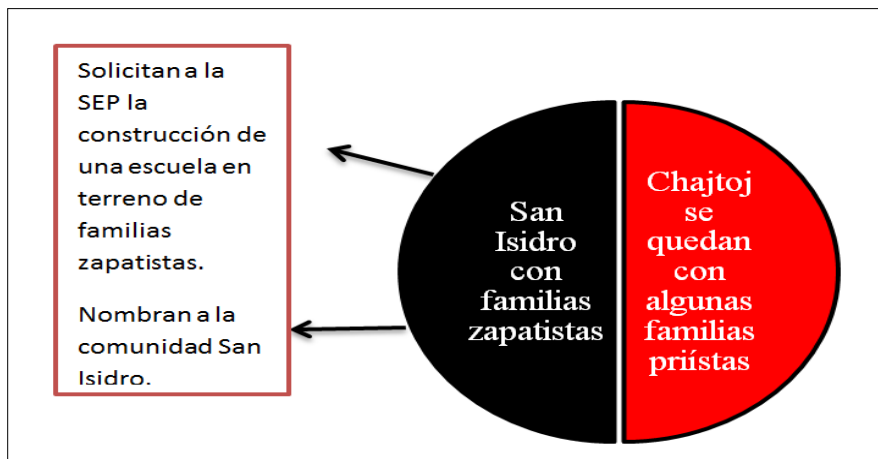 Solicitan a la
SEP la
construcción de
una escuela en
terreno de
familias
zapatistas.
Nombran a la
comunidad San
Isidro.
San
Isidro
con
familias
zapatistas
Chajtoj
se
quedan
con
algunas
familias
priístas